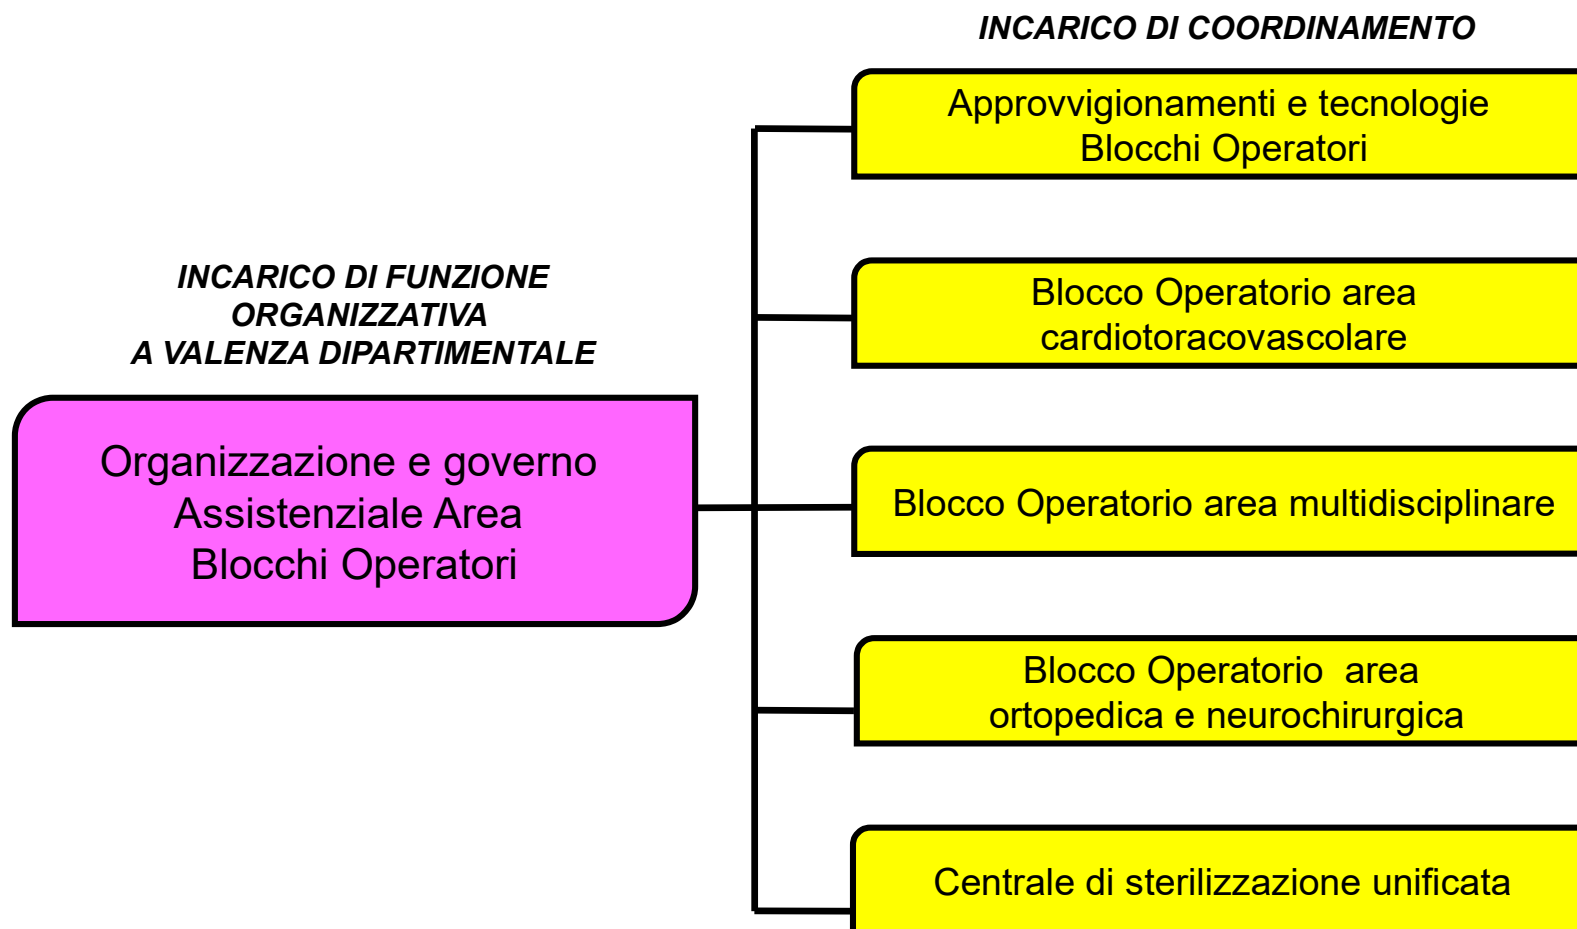 INCARICO DI COORDINAMENTO
Approvvigionamenti e tecnologie
Blocchi Operatori
Blocco Operatorio area
cardiotoracovascolare
INCARICO DI FUNZIONE
ORGANIZZATIVA
A VALENZA DIPARTIMENTALE
Organizzazione e governo
Assistenziale Area
Blocchi Operatori
Blocco Operatorio area multidisciplinare
Blocco Operatorio area
ortopedica e neurochirurgica
Centrale di sterilizzazione unificata